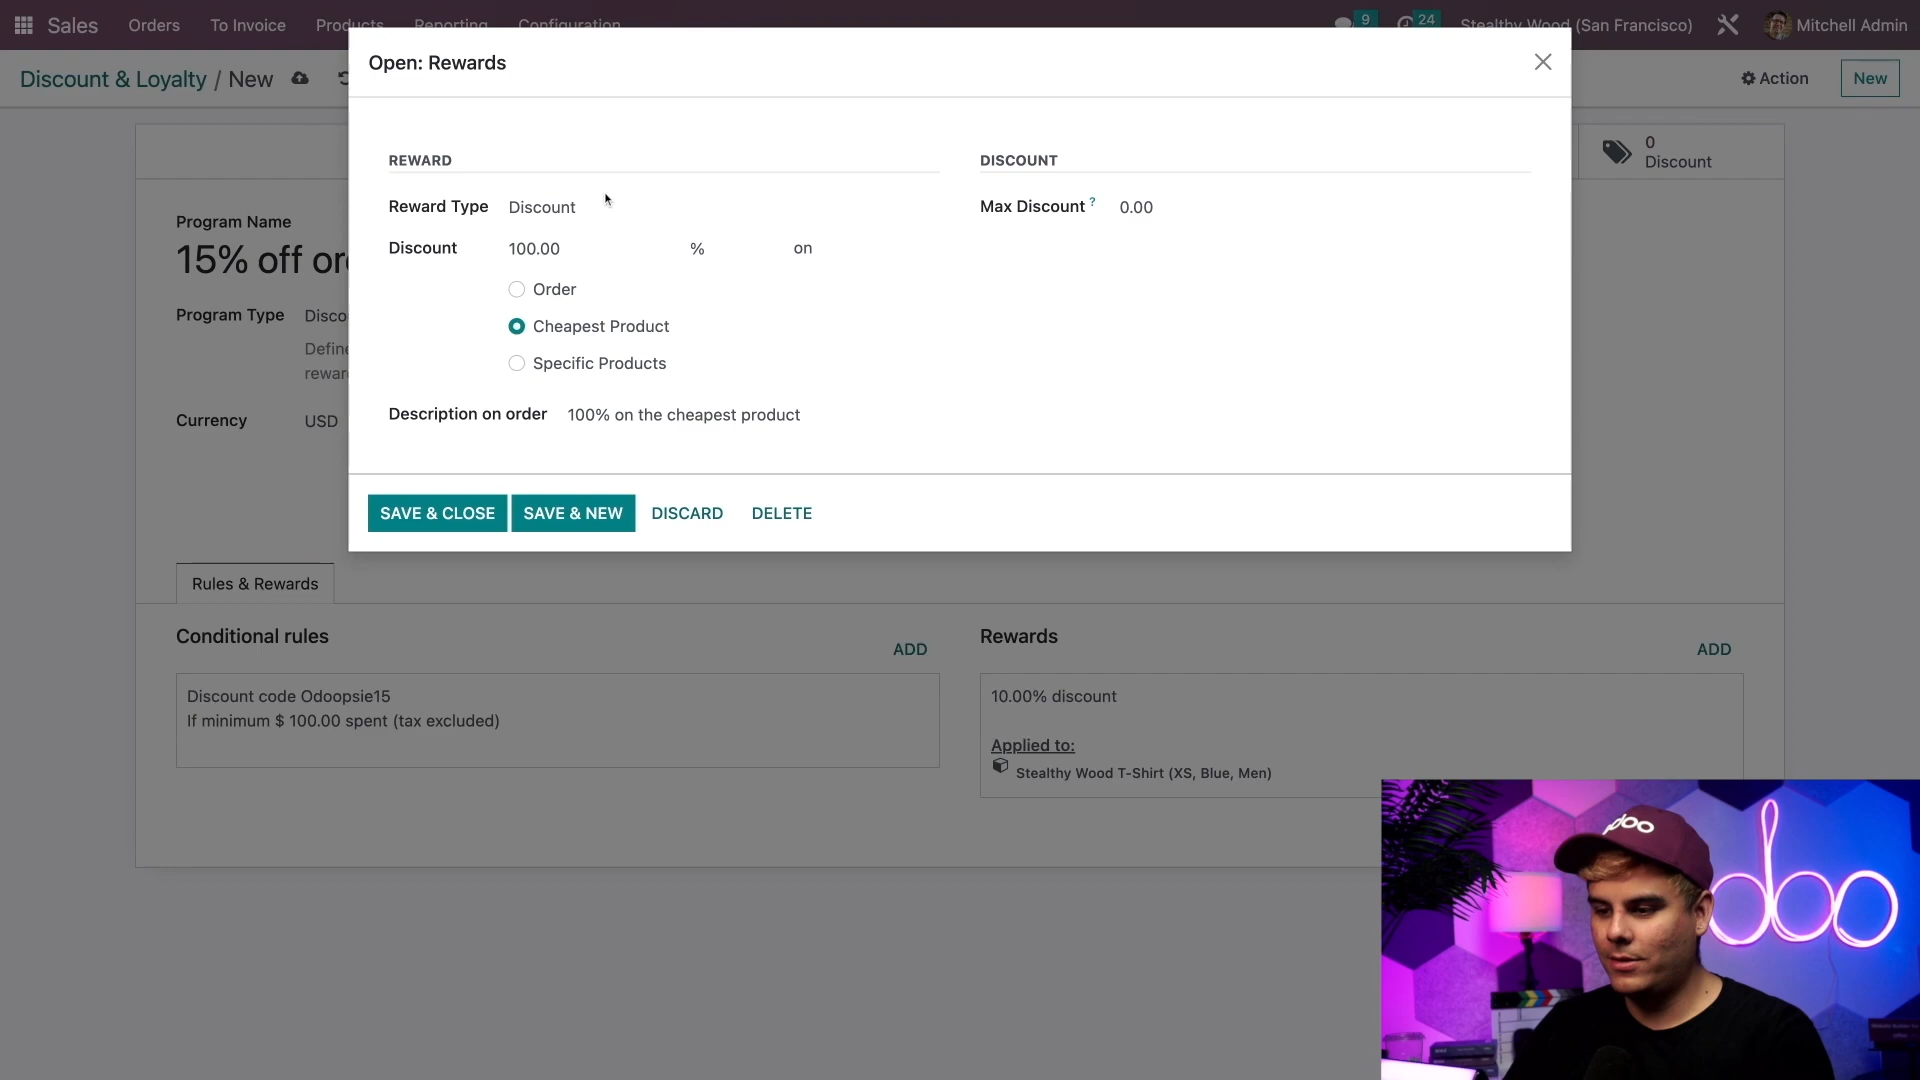 Sales Orders To Invoice Products Reporting Configuration 9 24 Stealthy Wood (San Francisco) Mitchell Admin
Discount & Loyalty / New Action New
Open: Rewards
0
Discount
REWARD
DISCOUNT
Reward Type Discount
Max Discount ? 0.00
Discount 100.00 % on
Order
Cheapest Product
Specific Products
Description on order 100% on the cheapest product
SAVE & CLOSE SAVE & NEW DISCARD DELETE
Program Name
15% off or
Program Type Disco
Define
rewar
Currency USD
Rules & Rewards
Conditional rules ADD
Discount code Odoopsie15
If minimum $ 100.00 spent (tax excluded)
Rewards ADD
10.00% discount
Applied to:
Stealthy Wood T-Shirt (XS, Blue, Men)
odoo